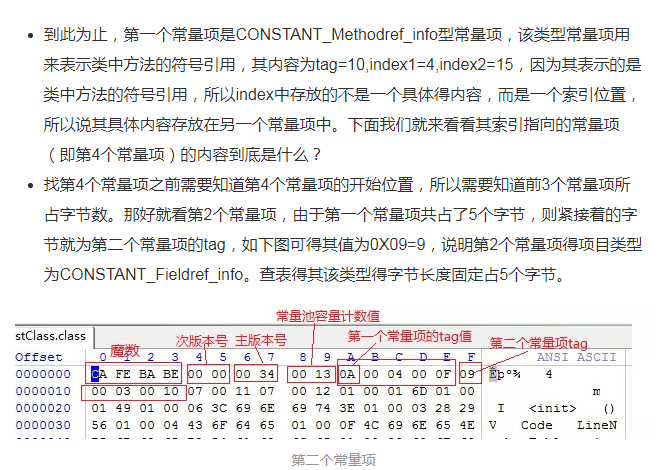 到此为止，第一个常量项是CONSTANT_Methodref_info型常量项，该类型常量项用
来表示类中方法的符号引用，其内容为tag=10,index1=4,index2=15，因为其表示的是
类中方法的符号引用，所以index中存放的不是一个具体得内容，而是一个索引位置，
所以说其具体内容存放在另一个常量项中。下面我们就来看看其索引指向的常量项
（即第4个常量项）的内容到底是什么？
找第4个常量项之前需要知道第4个常量项的开始位置，所以需要知道前3个常量项所
占字节数。那好就看第2个常量项，由于第一个常量项共占了5个字节，则紧接着的字
节就为第二个常量项的tag，如下图可得其值为0X09=9，说明第2个常量项得项目类型
为CONSTANT_Fieldref_info。查表得其该类型得字节长度固定占5个字节。
常量池容量计数值
stClass.class
魔数 次版本号 主版本号 第一个常量项的tag值 第二个常量项tag
Offset 0 1 2 3 4 5 6 7 8 9 A B C D E F ANSI ASCII
0000000 CA FE BA BE 00 00 00 34 00 13 0A 00 04 00 0F 09 Êþº¾ 4
0000010 00 03 00 10 07 00 11 07 00 12 01 00 01 6D 01 00 m
0000020 01 49 01 00 06 3C 69 6E 69 74 3E 01 00 03 28 29 I <init> ()
0000030 56 01 00 04 43 6F 64 65 01 00 0F 4C 69 6E 65 4E V Code LineN
第二个常量项